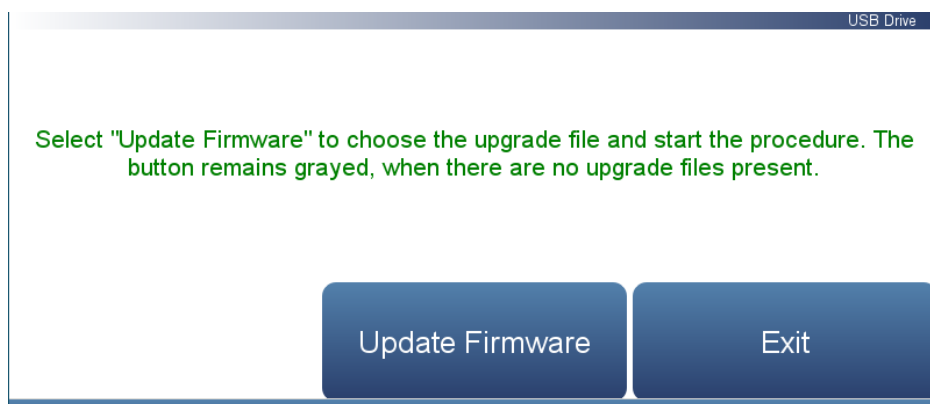 USB Drive
Select "Update Firmware" to choose the upgrade file and start the procedure. The
button remains grayed, when there are no upgrade files present.
Update Firmware
Exit